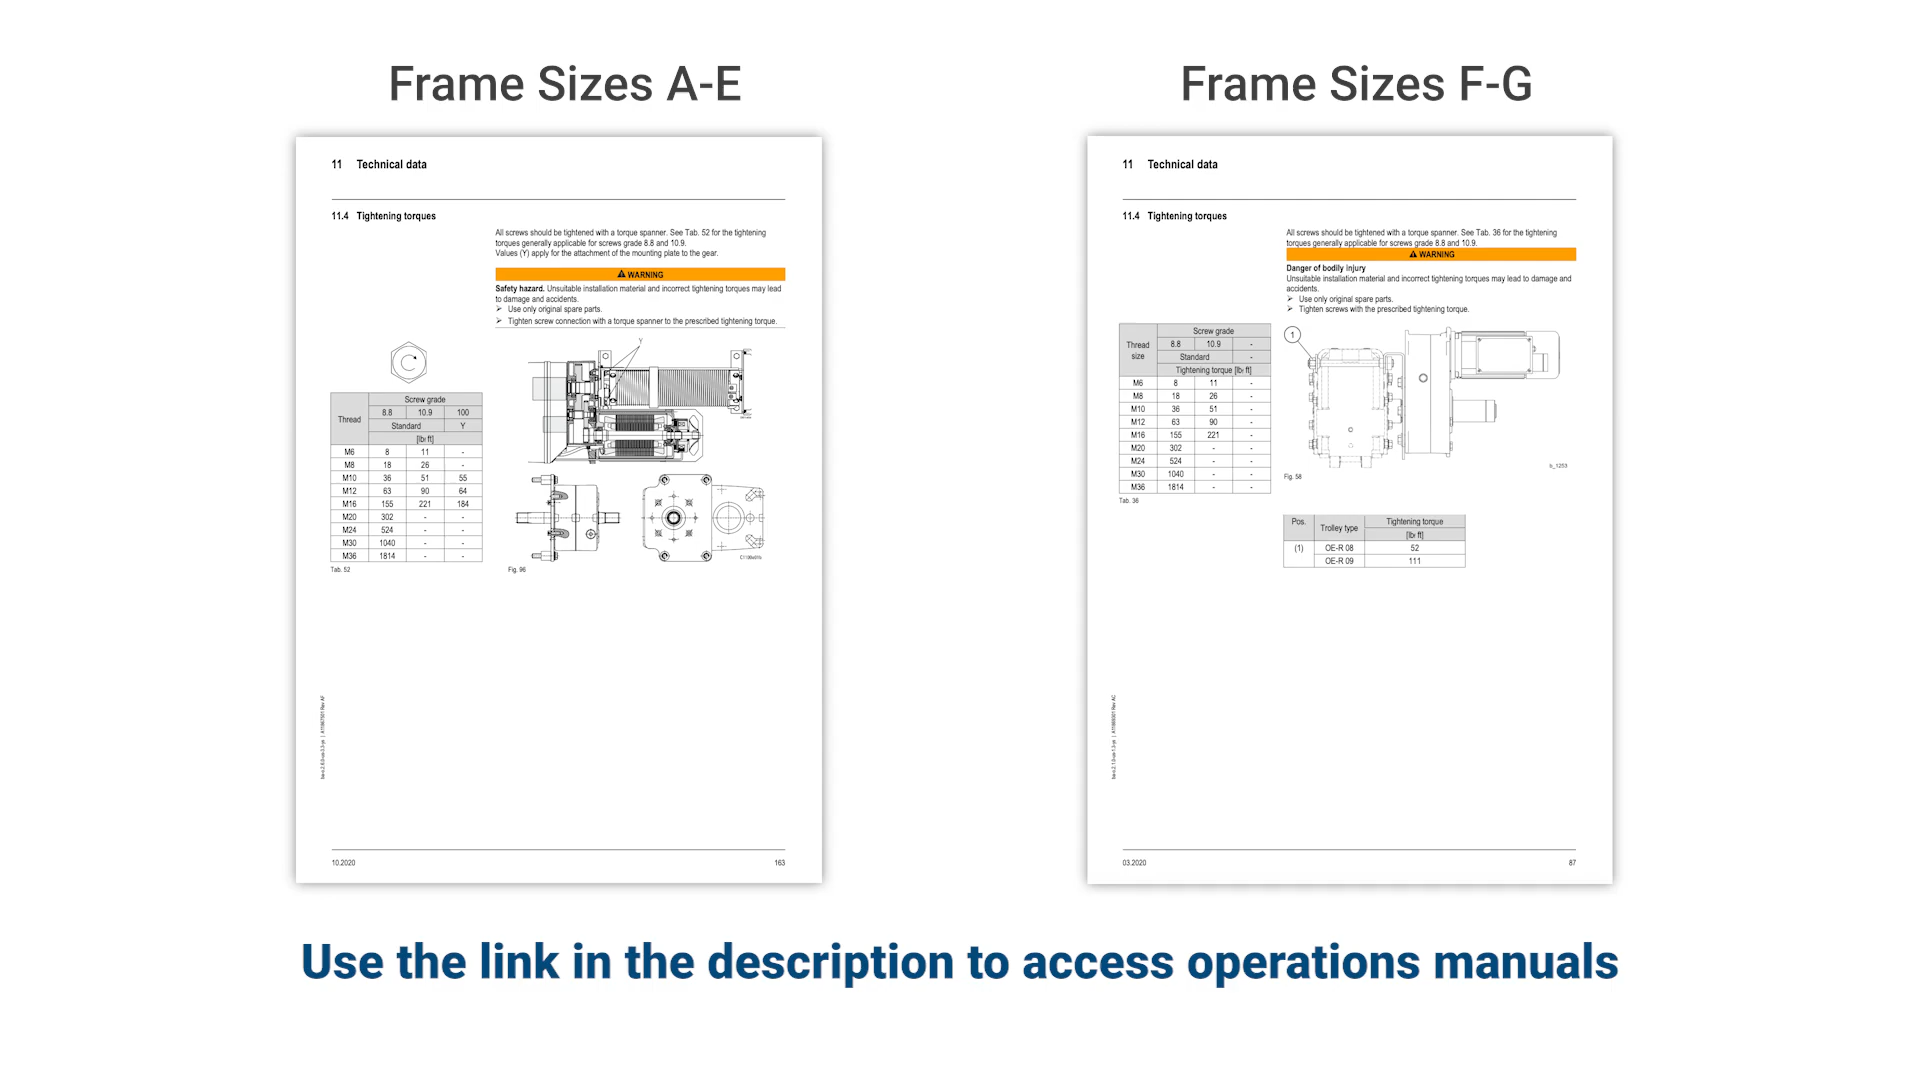 Frame Sizes A-E
11 Technical data
11.4 Tightening torques
All screws should be tightened with a torque spanner. See Tab. 52 for the tightening
torques generally applicable for screws grade 8.8 and 10.9.
Values (Y) apply for the attachment of the mounting plate to the gear.
WARNING
Safety hazard. Unsuitable installation material and incorrect tightening torques may lead
to damage and accidents.
➢ Use only original spare parts.
➢ Tighten screw connection with a torque spanner to the prescribed tightening torque.
Y
Thread
Screw grade
8.8 10.9 100
Standard Y
[lbf ft]
M6 8 11 -
M8 18 26 -
M10 36 51 55
M12 63 90 64
M16 155 221 184
M20 302 - -
M24 524 - -
M30 1040 - -
M36 1814 - -
Tab. 52
Fig. 96
10.2020
163
Frame Sizes F-G
11 Technical data
11.4 Tightening torques
All screws should be tightened with a torque spanner. See Tab. 36 for the tightening
torques generally applicable for screws grade 8.8 and 10.9.
WARNING
Danger of bodily injury
Unsuitable installation material and incorrect tightening torques may lead to damage and
accidents.
➢ Use only original spare parts.
➢ Tighten screws with the prescribed tightening torque.
Thread
size
Screw grade
8.8 10.9 -
Standard -
Tightening torque [lbf ft]
M6 8 11 -
M8 18 26 -
M10 36 51 -
M12 63 90 -
M16 155 221 -
M20 302 - -
M24 524 - -
M30 1040 - -
M36 1814 - -
Tab. 36
1
b_1253
Fig. 58
Pos. Trolley type Tightening torque
[lbf ft]
(1) OE-R 08 52
OE-R 09 111
03.2020
87
Use the link in the description to access operations manuals